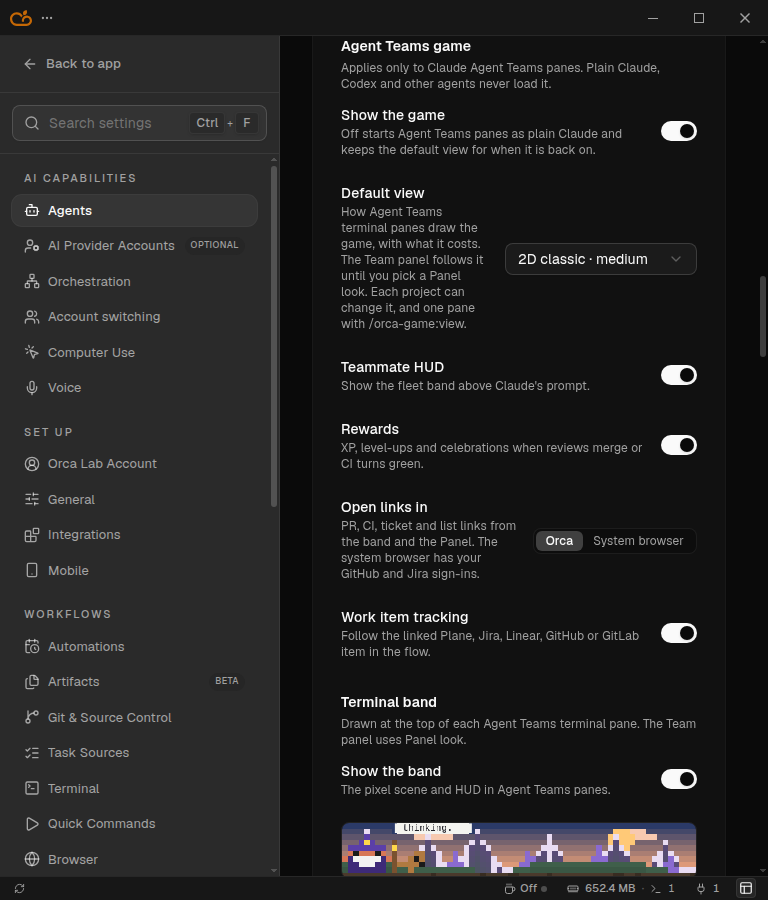 Back to app
Search settings
Ctrl + F
AI CAPABILITIES
Agents
AI Provider Accounts OPTIONAL
Orchestration
Account switching
Computer Use
Voice
SET UP
Orca Lab Account
General
Integrations
Mobile
WORKFLOWS
Automations
Artifacts BETA
Git & Source Control
Task Sources
Terminal
Quick Commands
Browser
Agent Teams game
Applies only to Claude Agent Teams panes. Plain Claude,
Codex and other agents never load it.
Show the game
Off starts Agent Teams panes as plain Claude and
keeps the default view for when it is back on.
Default view
How Agent Teams
terminal panes draw the
game, with what it costs.
The Team panel follows it
until you pick a Panel
look. Each project can
change it, and one pane
with /orca-game:view.
2D classic · medium
Teammate HUD
Show the fleet band above Claude's prompt.
Rewards
XP, level-ups and celebrations when reviews merge or
CI turns green.
Open links in
PR, CI, ticket and list links from
the band and the Panel. The
system browser has your
GitHub and Jira sign-ins.
Orca System browser
Work item tracking
Follow the linked Plane, Jira, Linear, GitHub or GitLab
item in the flow.
Terminal band
Drawn at the top of each Agent Teams terminal pane. The Team
panel uses Panel look.
Show the band
The pixel scene and HUD in Agent Teams panes.
thinking.
Off 652.4 MB · 1 1